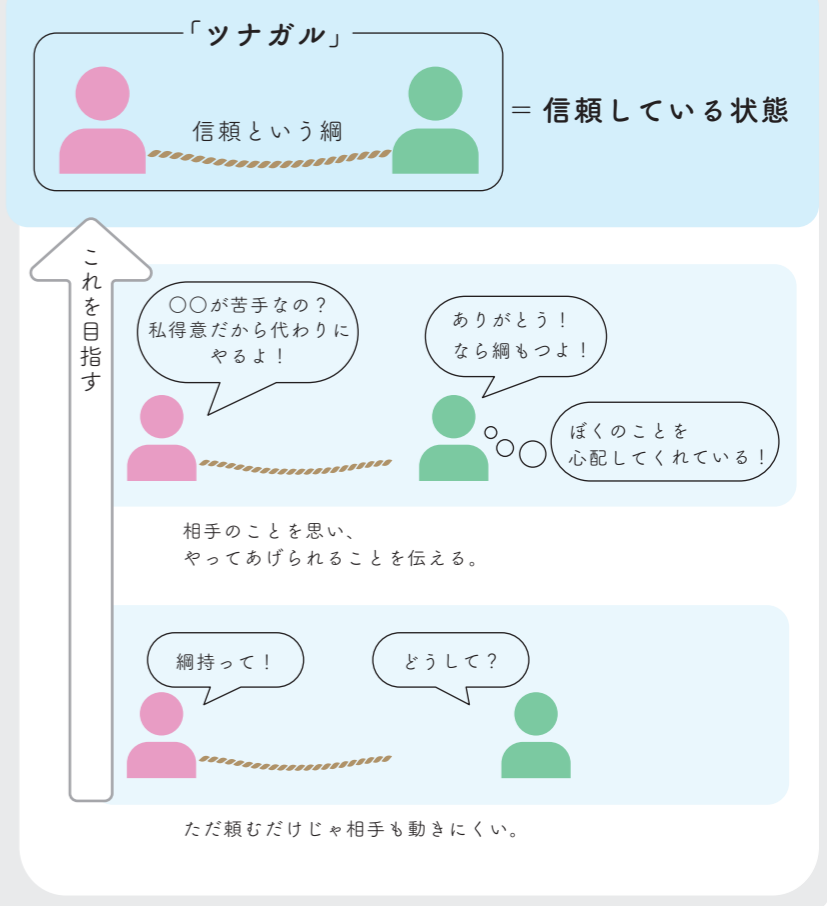 「ツナガル」
信頼という綱
＝信頼している状態
これを目指す
〇〇が苦手なの？
私得意だから代わりに
やるよ！
ありがとう！
なら綱もつよ！
ぼくのことを
心配してくれている！
相手のことを思い、
やってあげられることを伝える。
綱持って！
どうして？
ただ頼むだけじゃ相手も動きにくい。